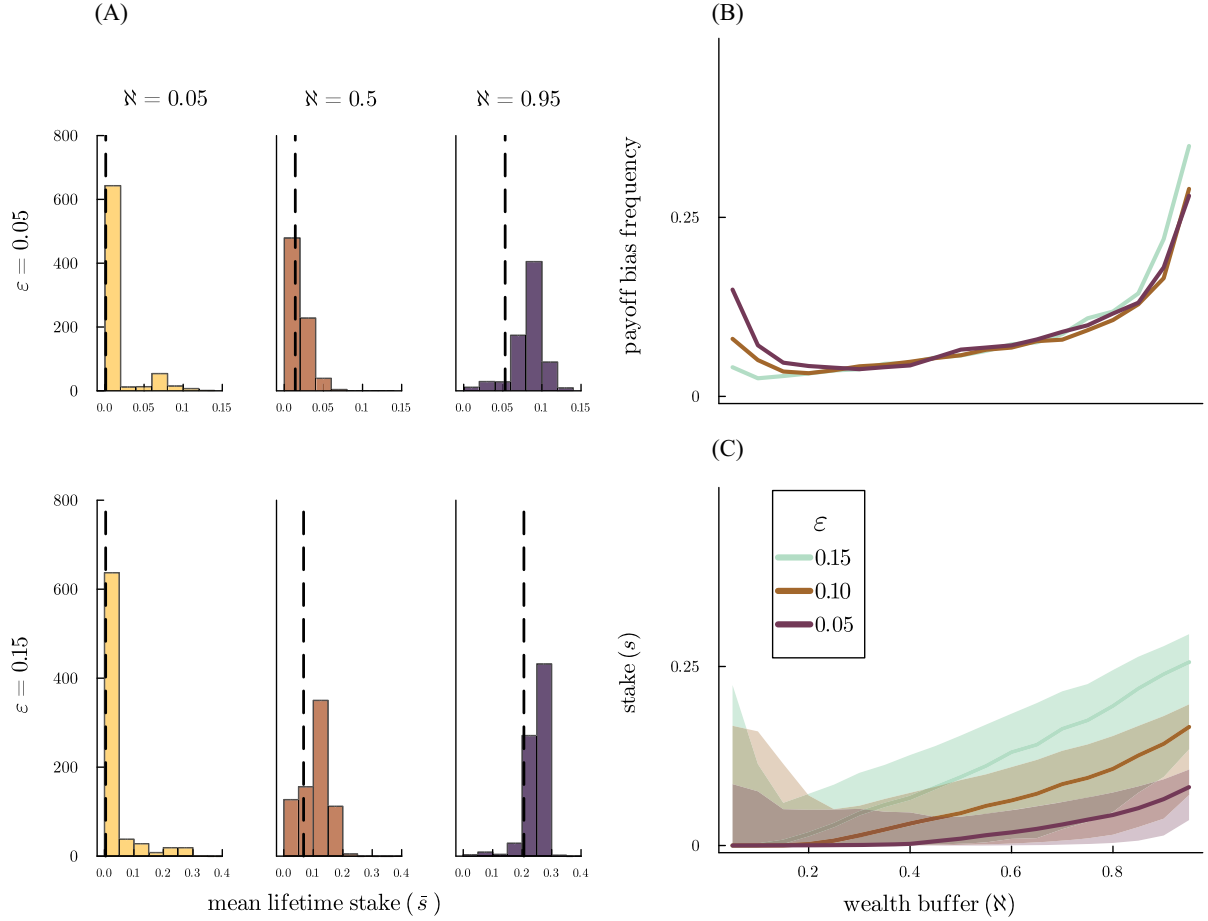 (A)
ℵ = 0.05
ℵ = 0.5
ℵ = 0.95
ε = 0.05
800
600
400
200
0
0.0 0.05 0.1 0.15
0.0 0.05 0.1 0.15
0.0 0.05 0.1 0.15
ε = 0.15
800
600
400
200
0
0.0 0.1 0.2 0.3 0.4
0.0 0.1 0.2 0.3 0.4
0.0 0.1 0.2 0.3 0.4
mean lifetime stake ( s̄ )
(B)
payoff bias frequency
0.25
0
(C)
ε
0.15
0.10
0.05
stake (s)
0.25
0
0.2 0.4 0.6 0.8
wealth buffer (ℵ)